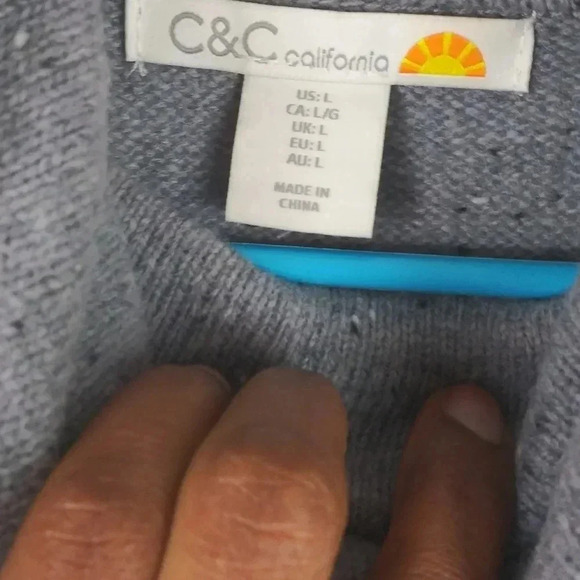 C&C california
US: L
CA: L/G
UK: L
EU: L
AU: L
MADE IN
CHINA